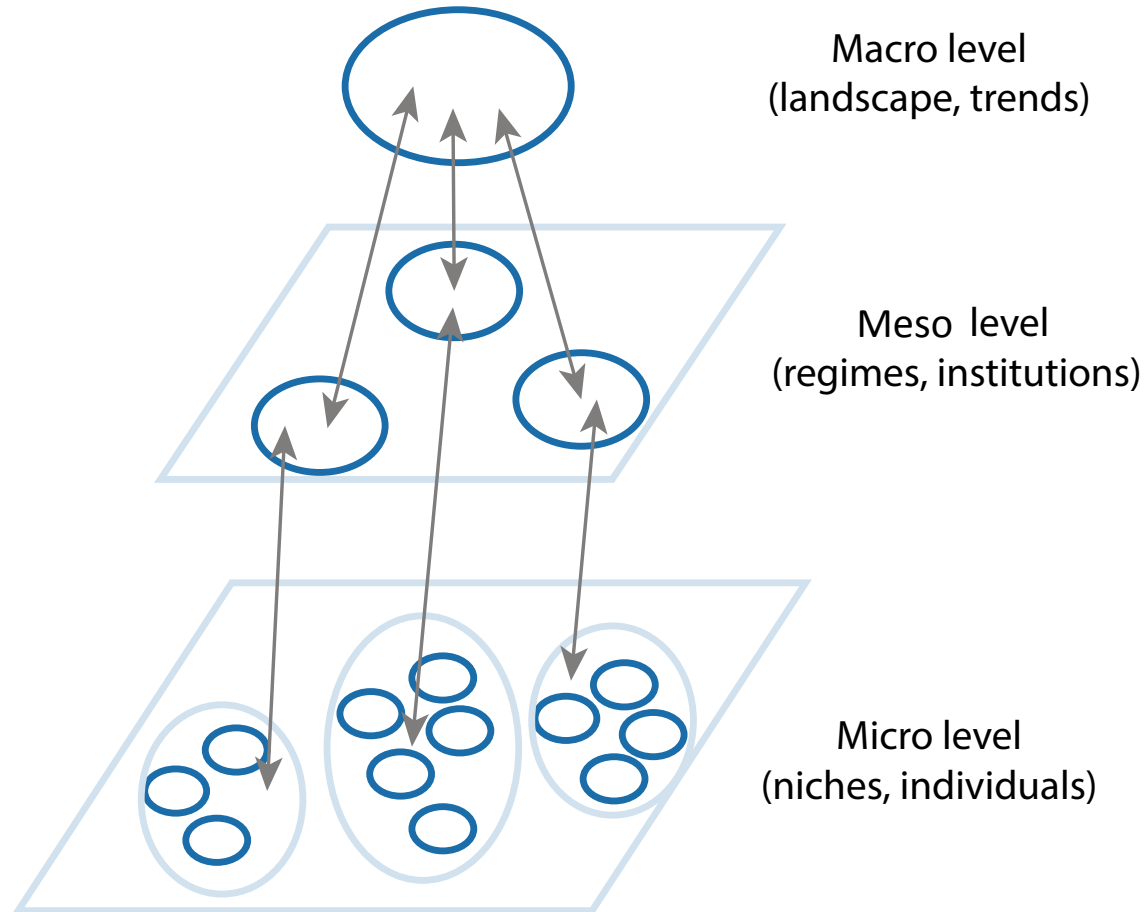 Macro level
(landscape, trends)
Meso level
(regimes, institutions)
Micro level
(niches, individuals)